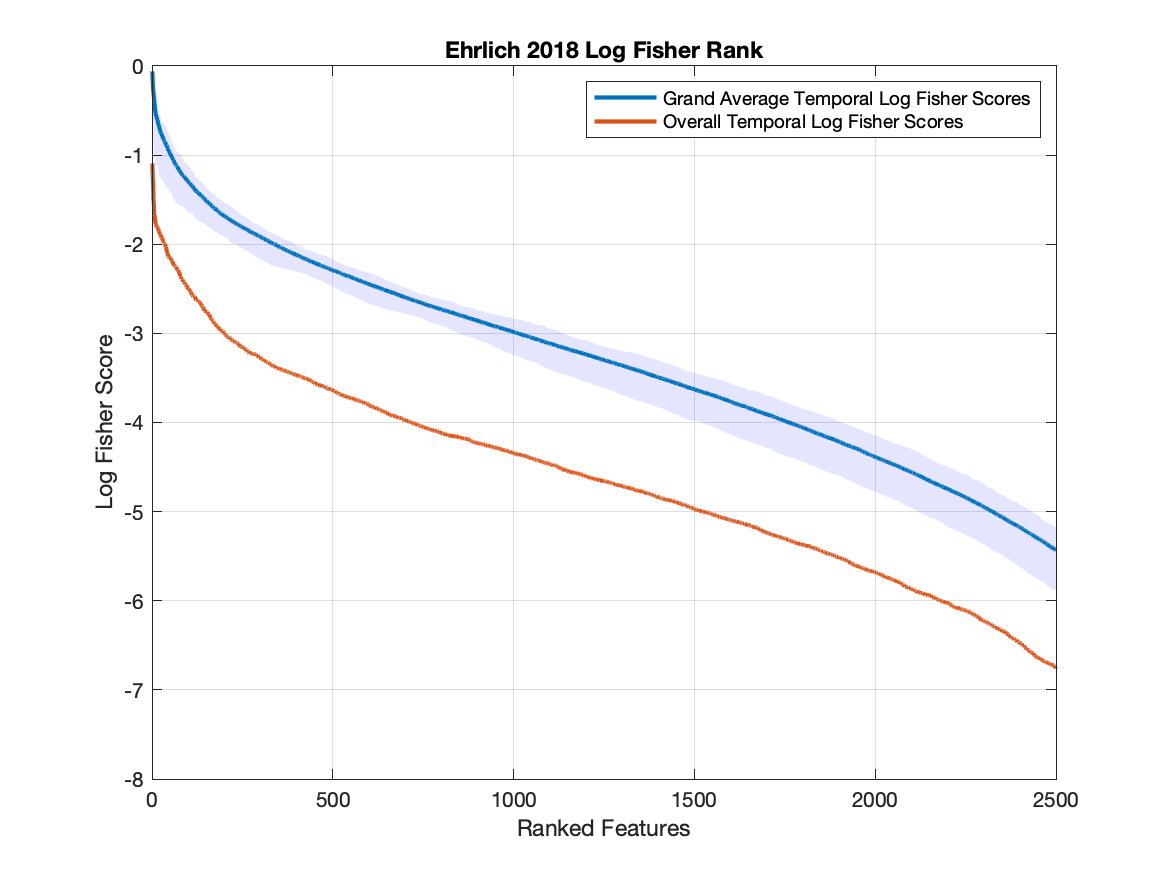 Ehrlich 2018 Log Fisher Rank
Grand Average Temporal Log Fisher Scores
Overall Temporal Log Fisher Scores
0
-1
-2
-3
-4
-5
-6
-7
-8
Log Fisher Score
0 500 1000 1500 2000 2500
Ranked Features